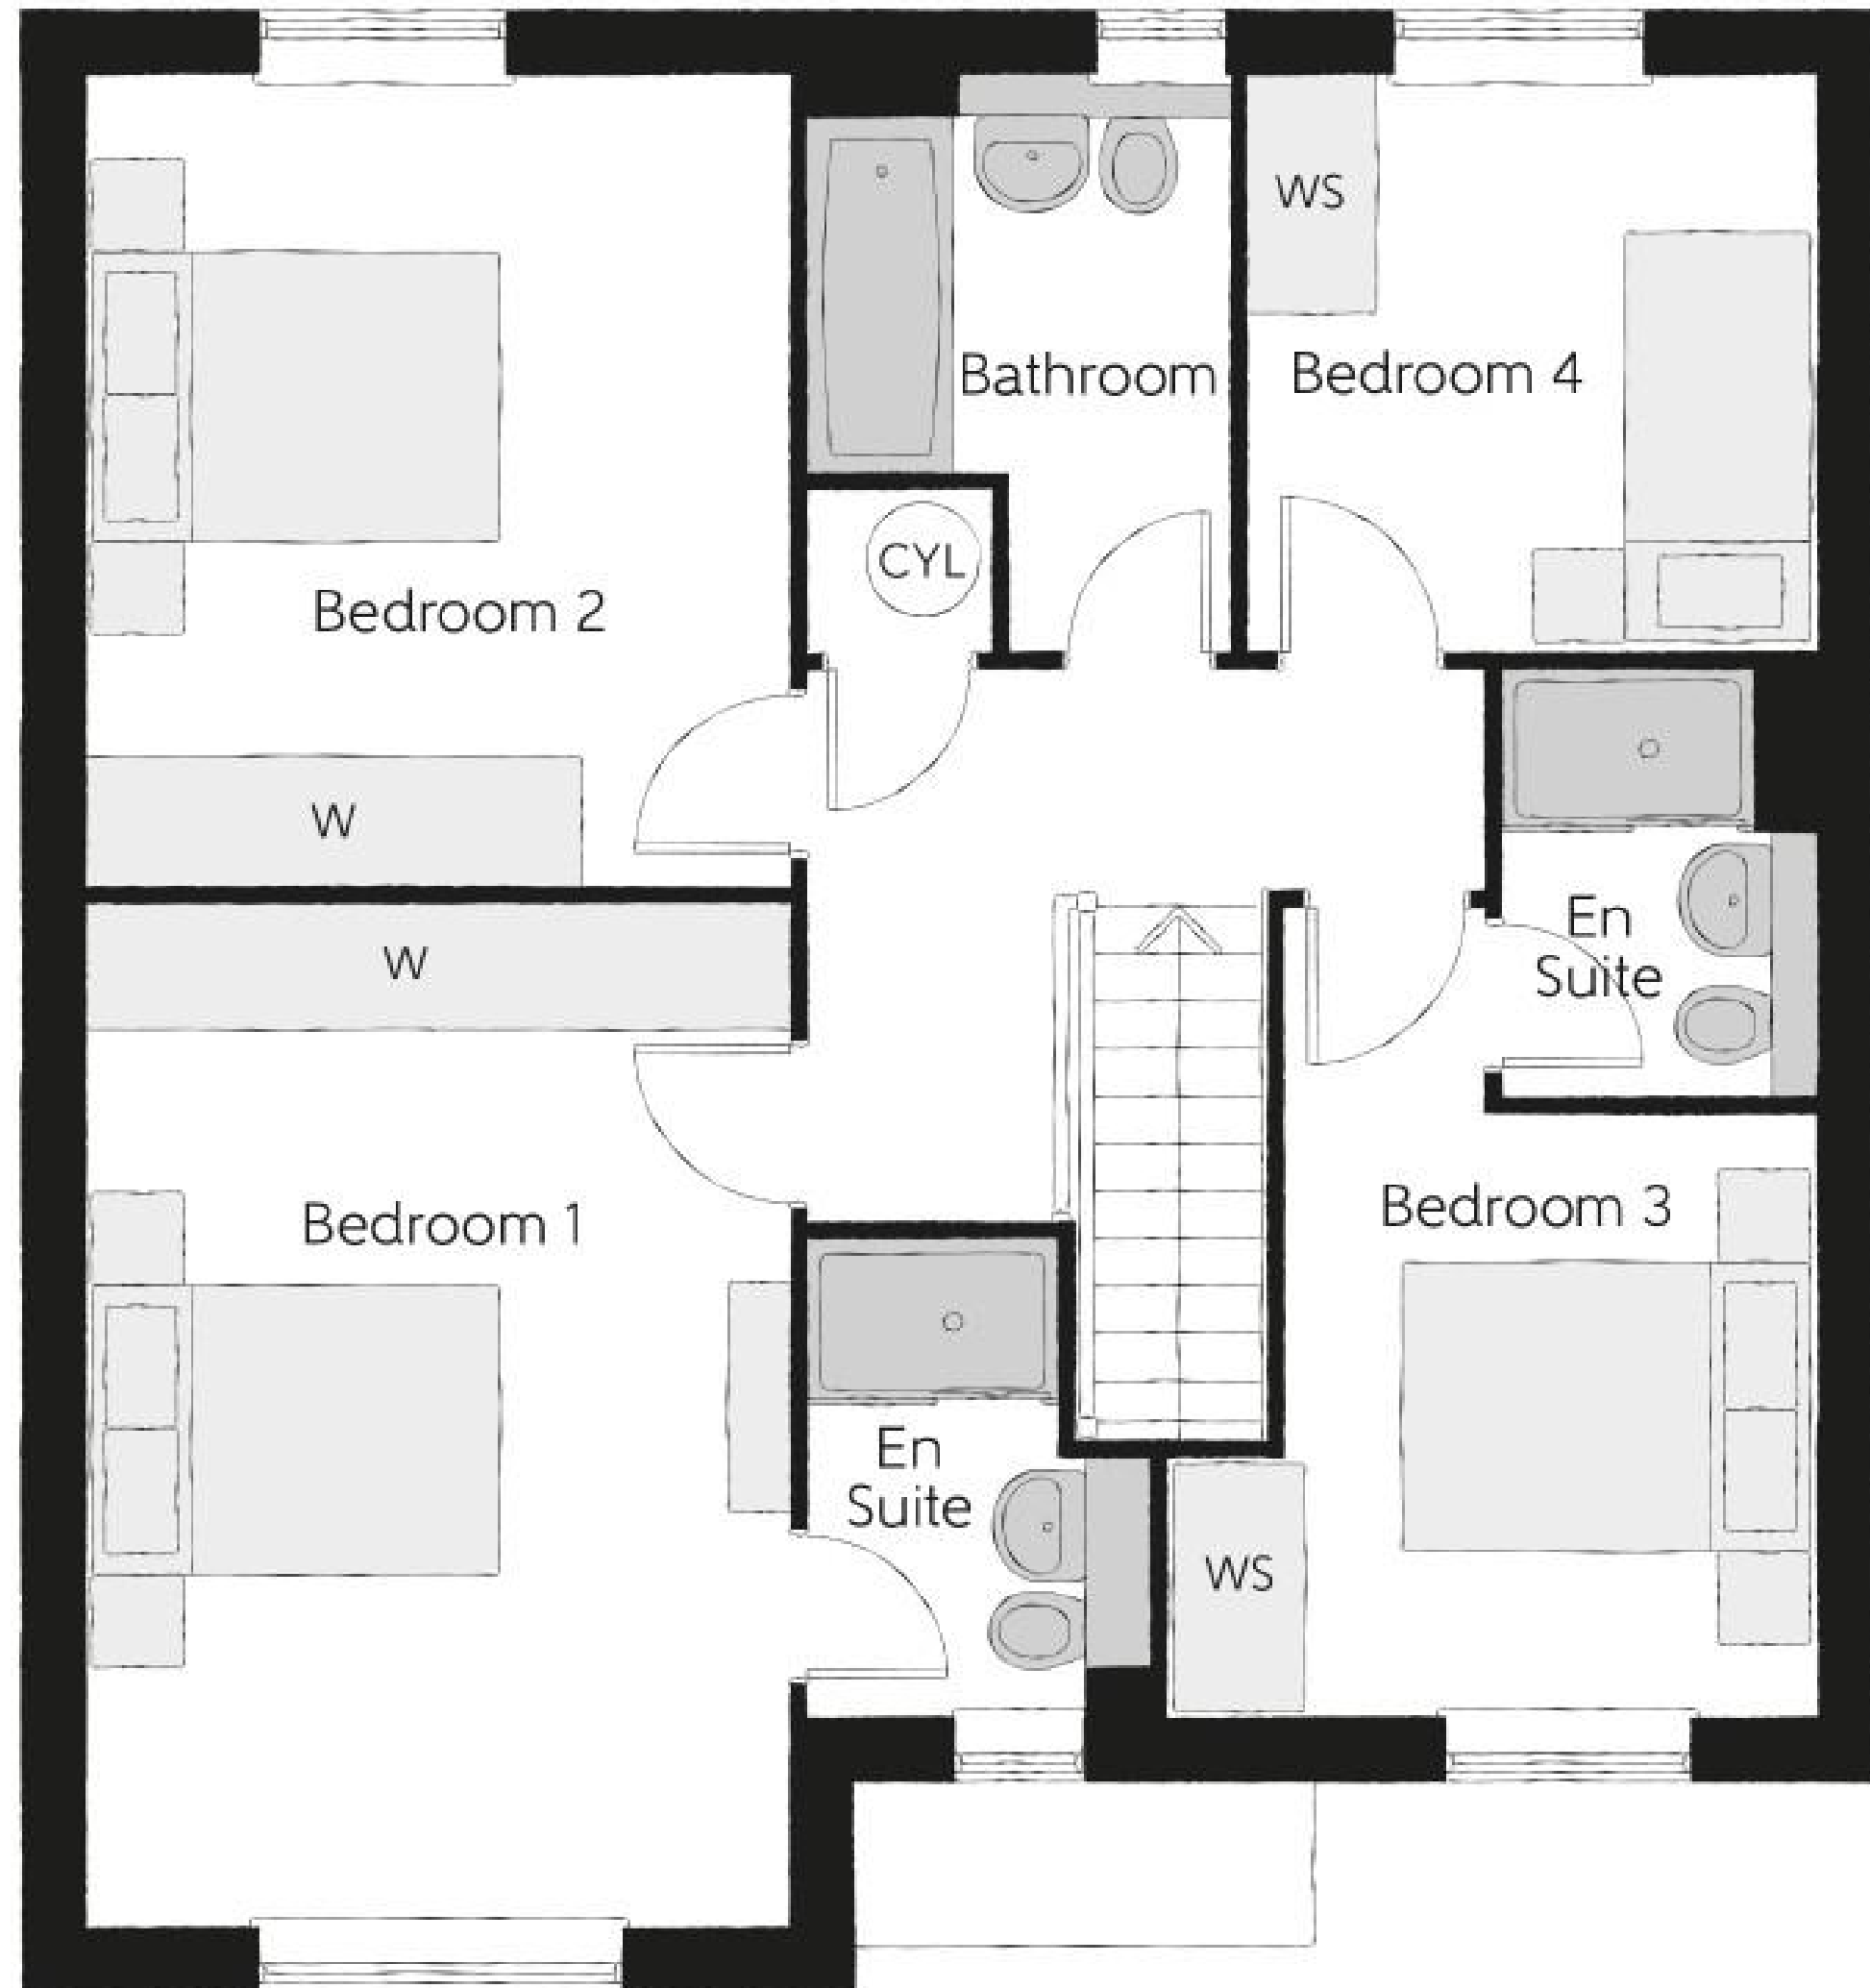 WS
Bathroom
Bedroom 4
CYL
Bedroom 2
W
En
Suite
W
Bedroom 3
Bedroom 1
En
Suite
WS